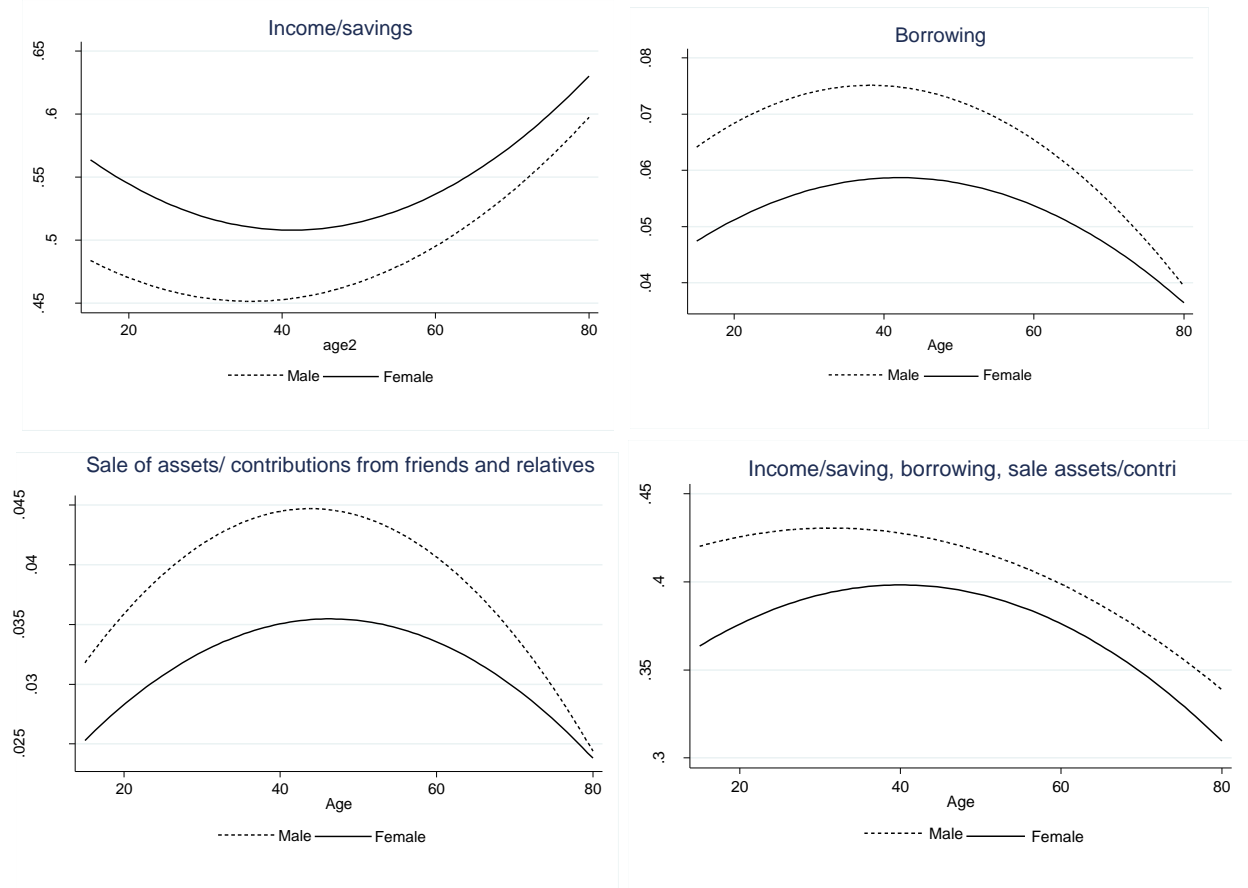 Income/savings
.65
.6
.55
.5
.45
20 40 60 80
age2
Male Female
Borrowing
.08
.07
.06
.05
.04
20 40 60 80
Age
Male Female
Sale of assets/ contributions from friends and relatives
.045
.04
.035
.03
.025
20 40 60 80
Age
Male Female
Income/saving, borrowing, sale assets/contri
.45
.4
.35
.3
20 40 60 80
Age
Male Female